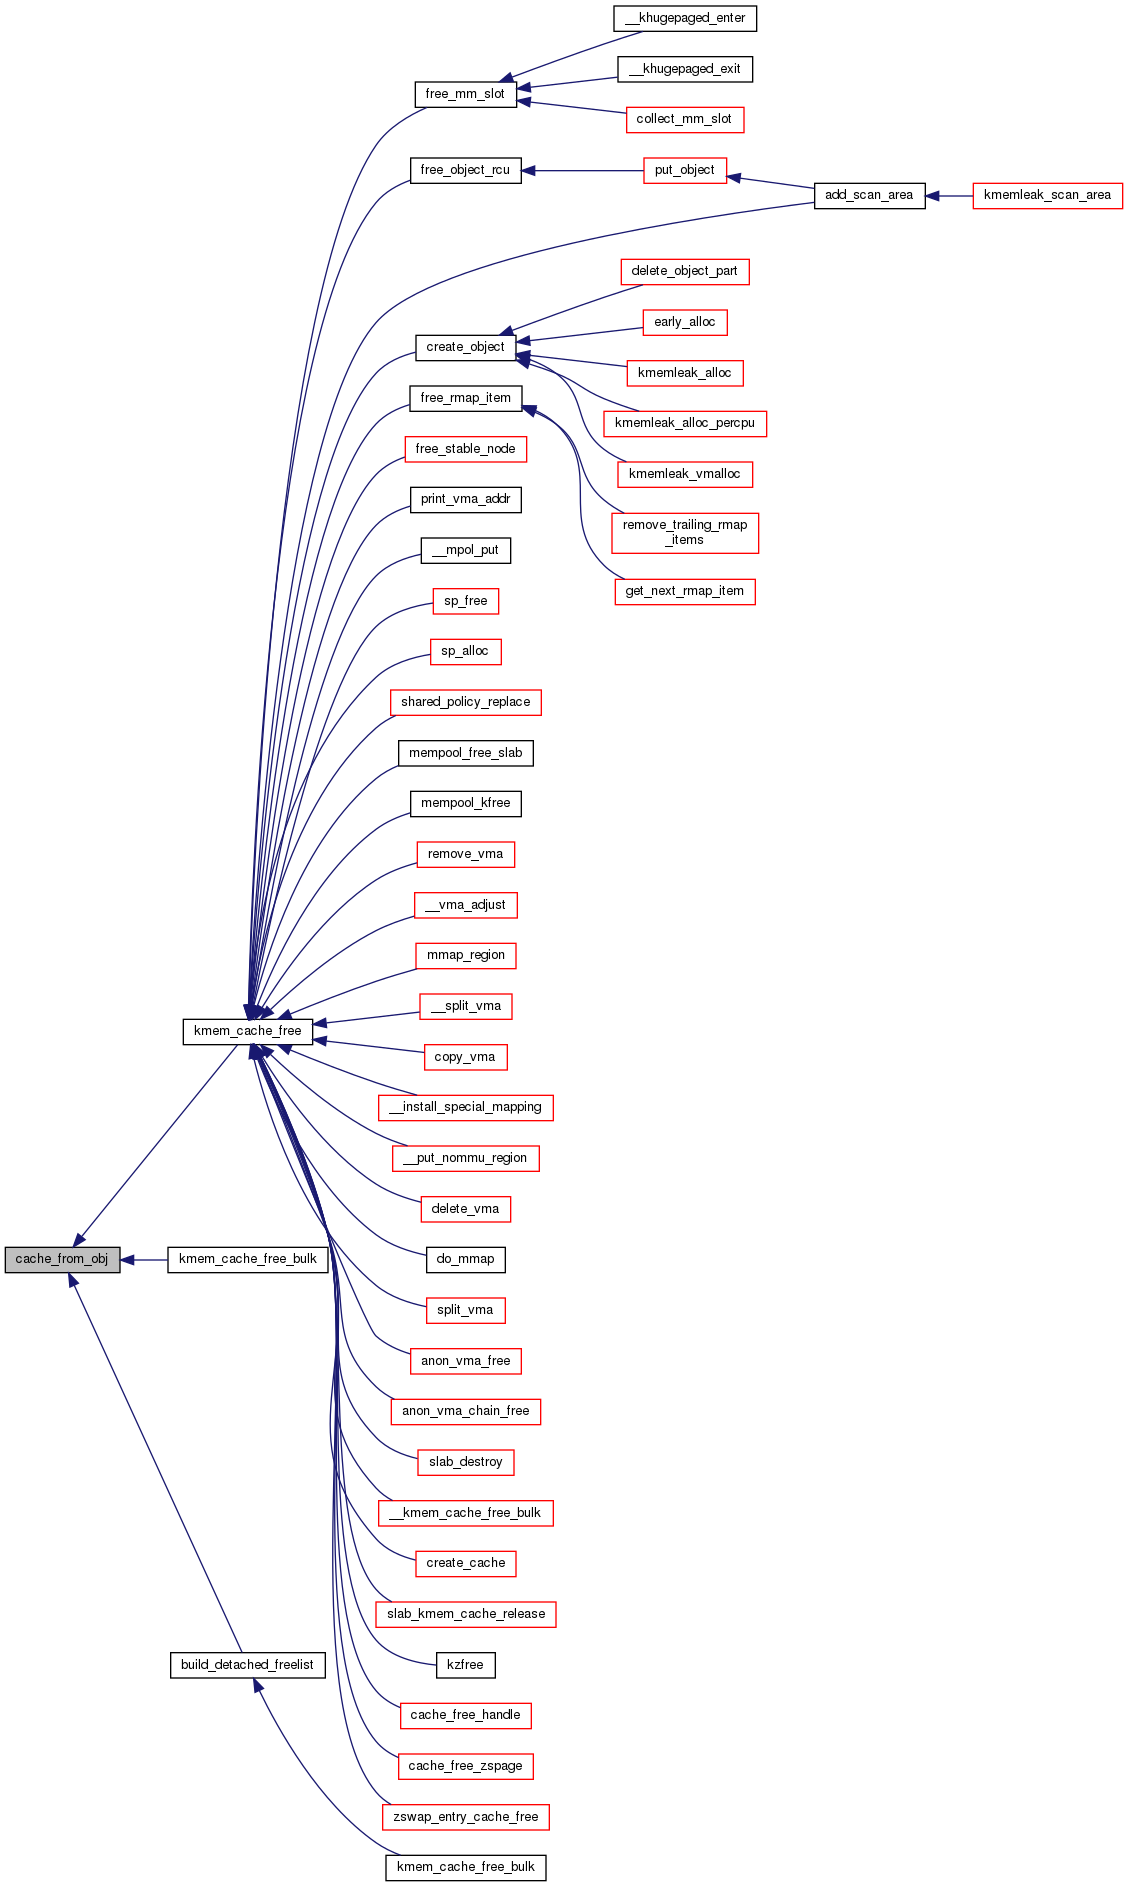 __khugepaged_enter
__khugepaged_exit
free_mm_slot
collect_mm_slot
free_object_rcu
put_object
add_scan_area
kmemleak_scan_area
delete_object_part
early_alloc
create_object
kmemleak_alloc
free_rmap_item
kmemleak_alloc_percpu
free_stable_node
kmemleak_vmalloc
print_vma_addr
remove_trailing_rmap
_items
__mpol_put
get_next_rmap_item
sp_free
sp_alloc
shared_policy_replace
mempool_free_slab
mempool_kfree
remove_vma
__vma_adjust
mmap_region
__split_vma
kmem_cache_free
copy_vma
__install_special_mapping
__put_nommu_region
delete_vma
cache_from_obj
kmem_cache_free_bulk
do_mmap
split_vma
anon_vma_free
anon_vma_chain_free
slab_destroy
__kmem_cache_free_bulk
create_cache
slab_kmem_cache_release
build_detached_freelist
kzfree
cache_free_handle
cache_free_zspage
zswap_entry_cache_free
kmem_cache_free_bulk